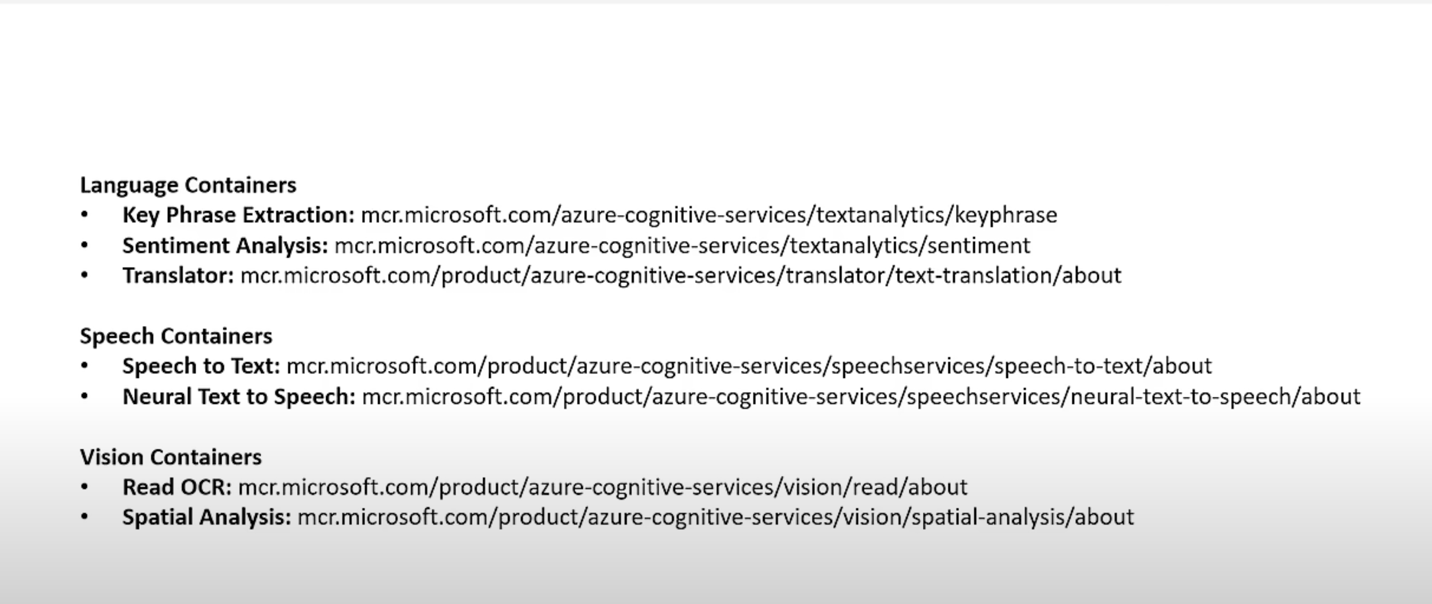 Language Containers
• Key Phrase Extraction: mcr.microsoft.com/azure-cognitive-services/textanalytics/keyphrase
• Sentiment Analysis: mcr.microsoft.com/azure-cognitive-services/textanalytics/sentiment
• Translator: mcr.microsoft.com/product/azure-cognitive-services/translator/text-translation/about
Speech Containers
• Speech to Text: mcr.microsoft.com/product/azure-cognitive-services/speechservices/speech-to-text/about
• Neural Text to Speech: mcr.microsoft.com/product/azure-cognitive-services/speechservices/neural-text-to-speech/about
Vision Containers
• Read OCR: mcr.microsoft.com/product/azure-cognitive-services/vision/read/about
• Spatial Analysis: mcr.microsoft.com/product/azure-cognitive-services/vision/spatial-analysis/about